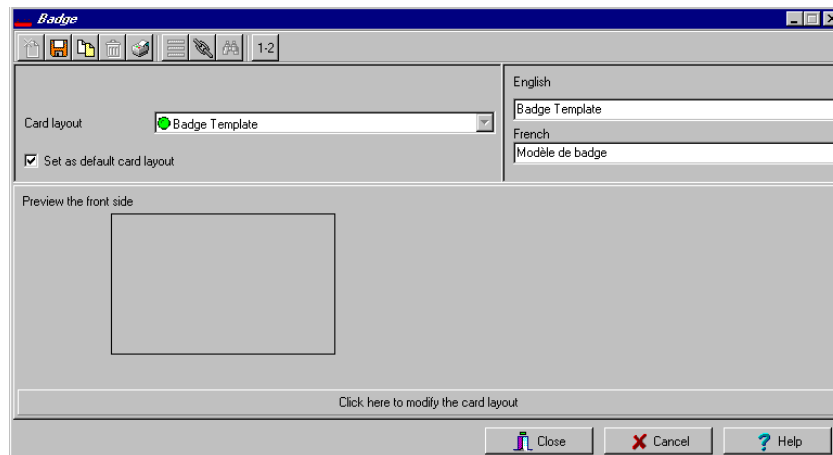 Badge
1-2
English
Badge Template
Card layout
Badge Template
French
Modèle de badge
Set as default card layout
Preview the front side
Click here to modify the card layout
Close
Cancel
? Help